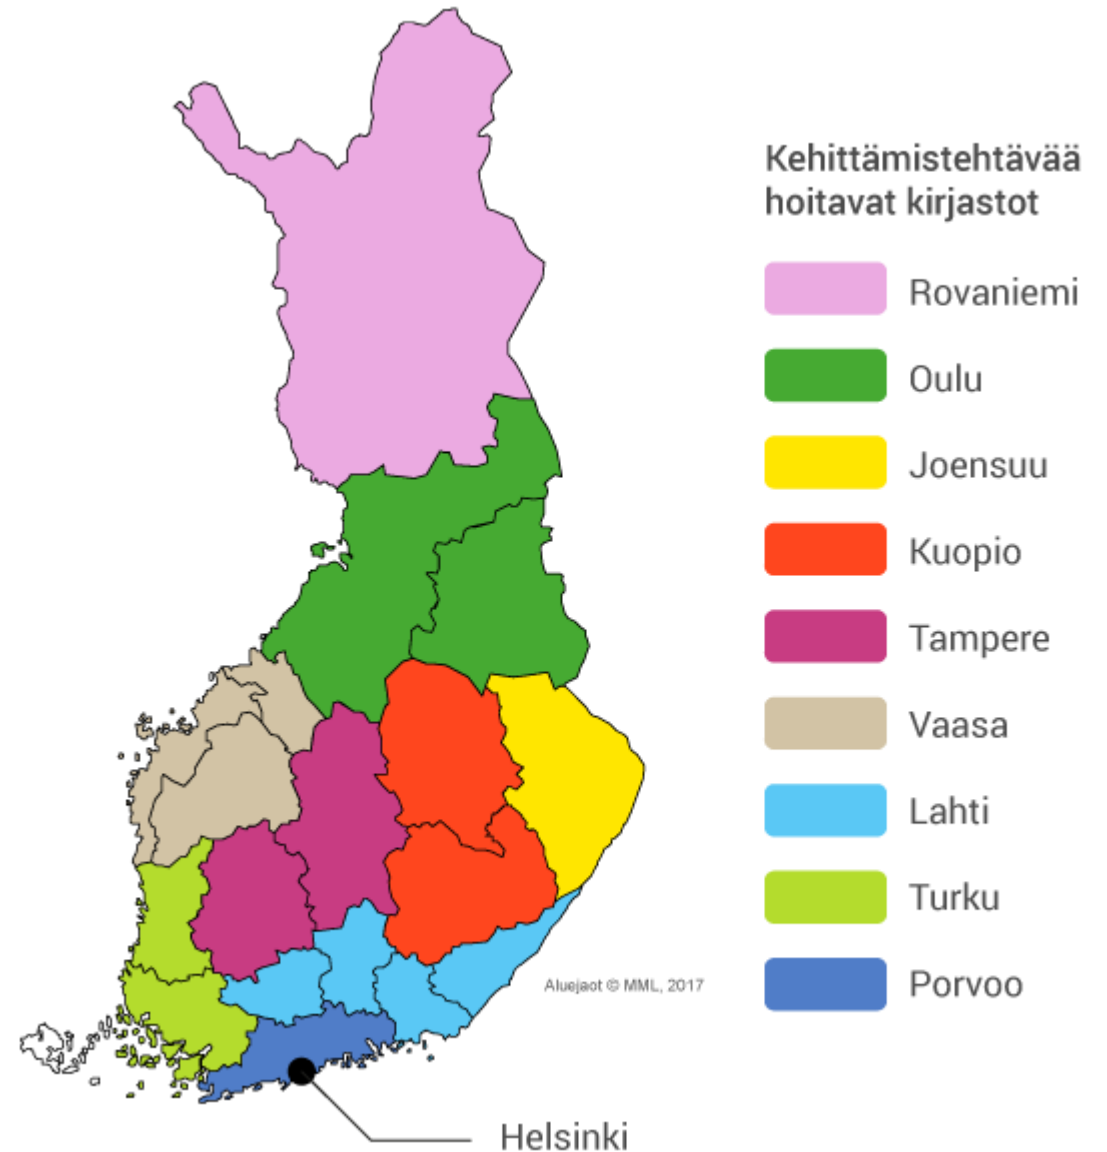 Kehittämistehtävää
hoitavat kirjastot
Rovaniemi
Oulu
Joensuu
Kuopio
Tampere
Vaasa
Lahti
Turku
Porvoo
Aluejaot © MML, 2017
Helsinki